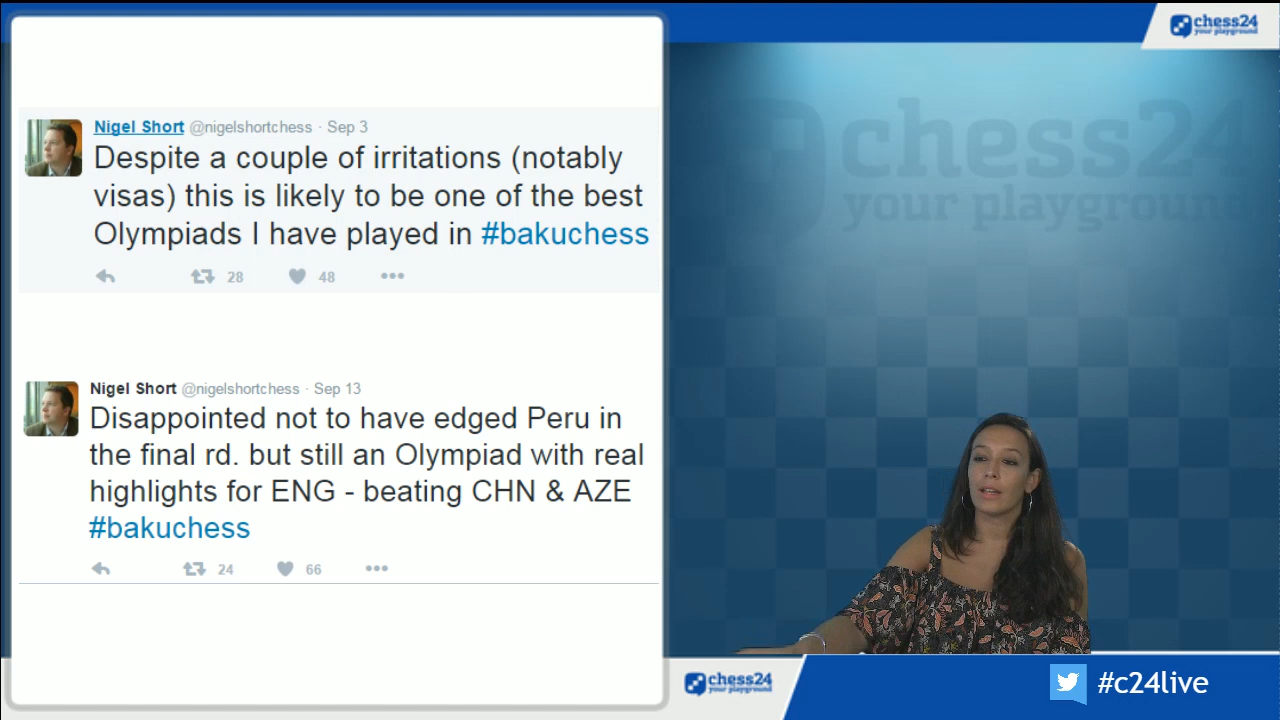 Nigel Short @nigelshortchess · Sep 3
Despite a couple of irritations (notably
visas) this is likely to be one of the best
Olympiads I have played in #bakuchess
28 48
Nigel Short @nigelshortchess · Sep 13
Disappointed not to have edged Peru in
the final rd. but still an Olympiad with real
highlights for ENG - beating CHN & AZE
#bakuchess
24 66
chess24
your playground
chess24
your playground
chess24
your playground
#c24live